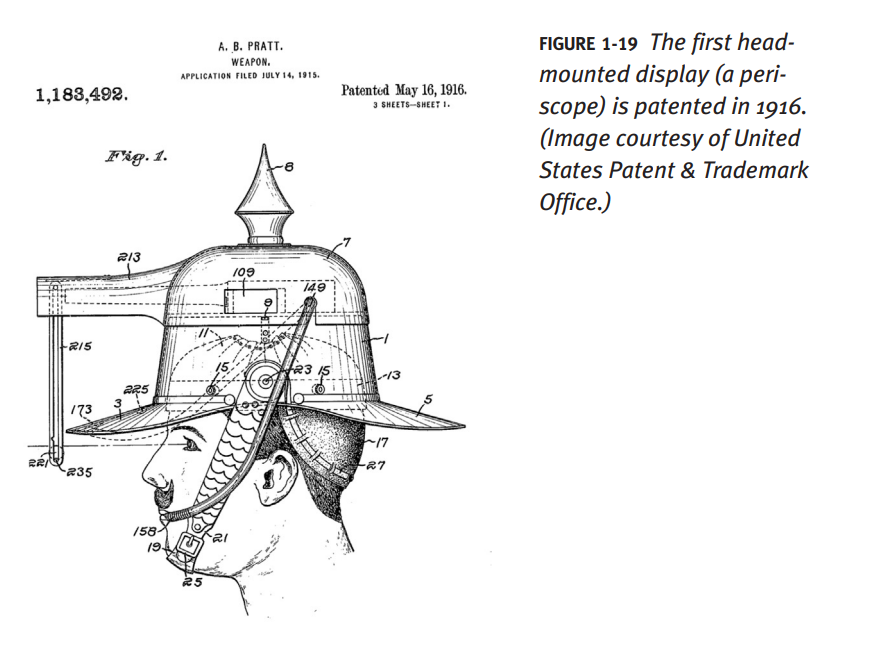 A. B. PRATT.
WEAPON.
APPLICATION FILED JULY 14, 1915.
1,183,492.
Patented May 16, 1916.
3 SHEETS—SHEET 1.
Fig. 1.
8
7
213
109
149
9
215
11
1
15
23
15
13
225
3
5
173
17
221
235
27
158
21
19
25
FIGURE 1-19 The first head-
mounted display (a peri-
scope) is patented in 1916.
(Image courtesy of United
States Patent & Trademark
Office.)